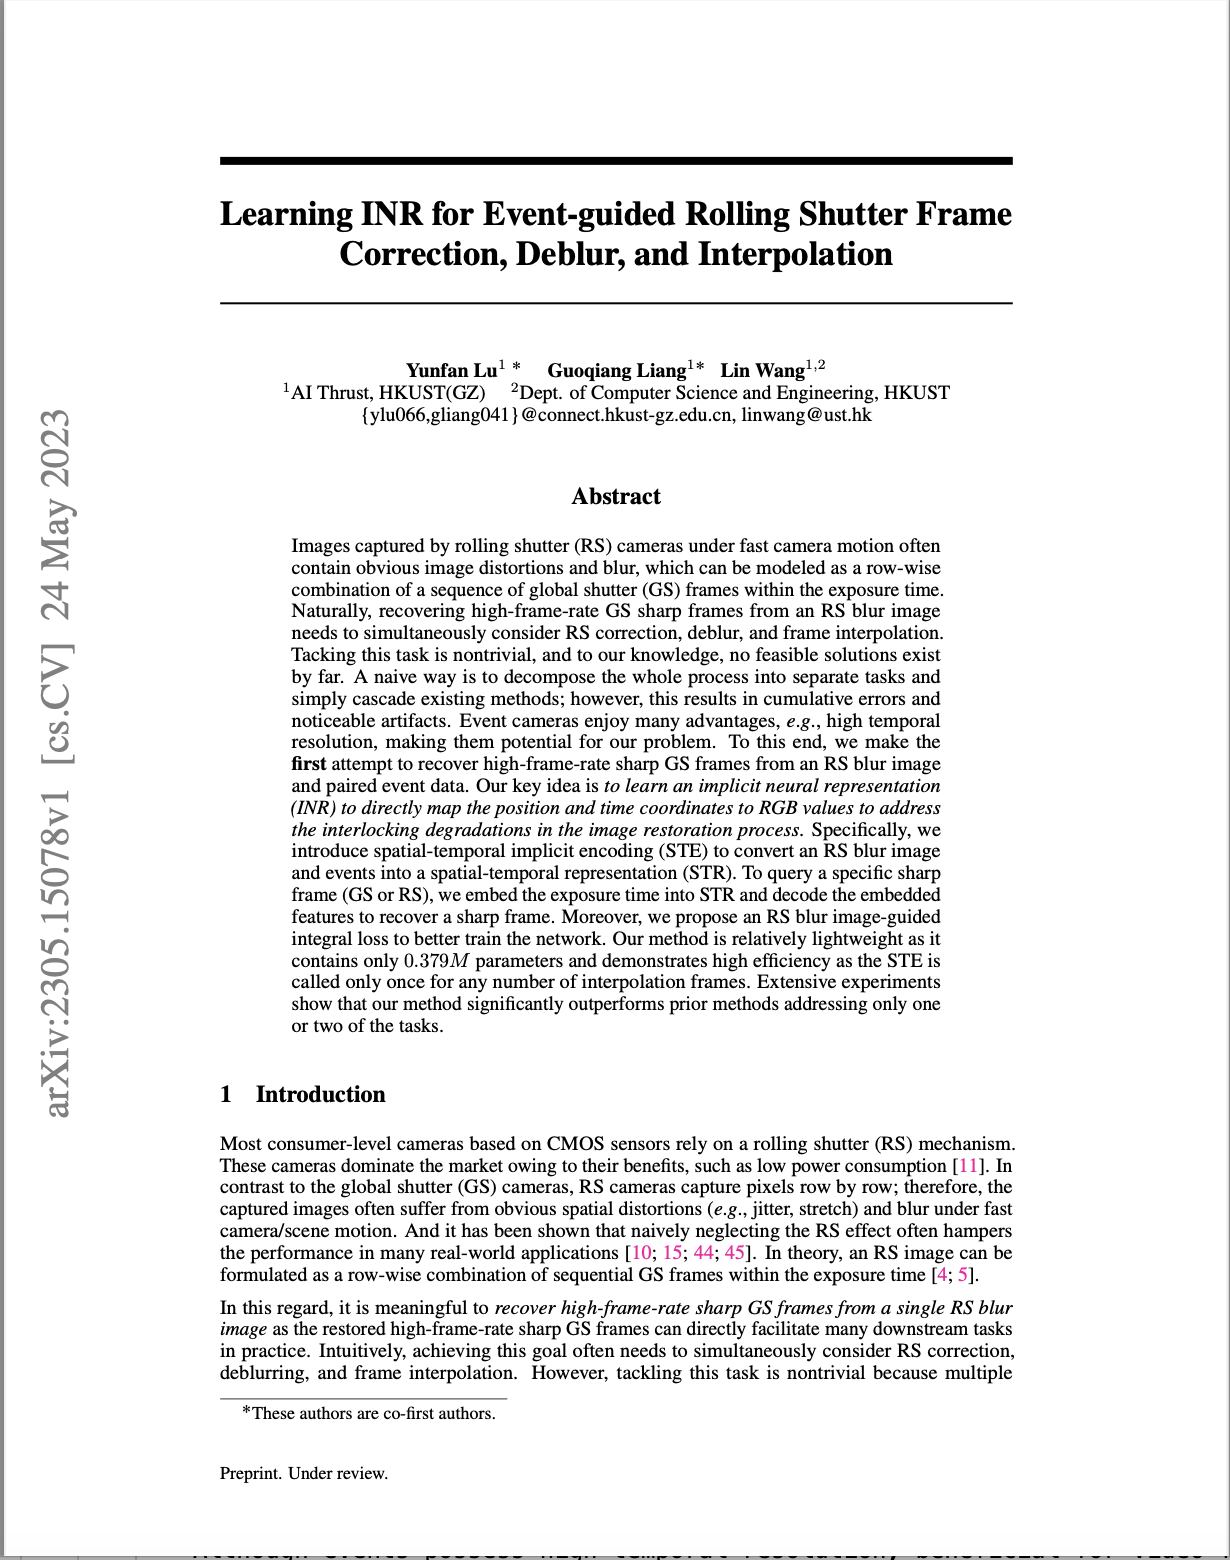 Learning INR for Event-guided Rolling Shutter Frame
Correction, Deblur, and Interpolation
Yunfan Lu1 * Guoqiang Liang1* Lin Wang1,2
1AI Thrust, HKUST(GZ) 2Dept. of Computer Science and Engineering, HKUST
{ylu066,gliang041}@connect.hkust-gz.edu.cn, linwang@ust.hk
arXiv:2305.15078v1 [cs.CV] 24 May 2023
Abstract
Images captured by rolling shutter (RS) cameras under fast camera motion often
contain obvious image distortions and blur, which can be modeled as a row-wise
combination of a sequence of global shutter (GS) frames within the exposure time.
Naturally, recovering high-frame-rate GS sharp frames from an RS blur image
needs to simultaneously consider RS correction, deblur, and frame interpolation.
Tacking this task is nontrivial, and to our knowledge, no feasible solutions exist
by far. A naive way is to decompose the whole process into separate tasks and
simply cascade existing methods; however, this results in cumulative errors and
noticeable artifacts. Event cameras enjoy many advantages, e.g., high temporal
resolution, making them potential for our problem. To this end, we make the
first attempt to recover high-frame-rate sharp GS frames from an RS blur image
and paired event data. Our key idea is to learn an implicit neural representation
(INR) to directly map the position and time coordinates to RGB values to address
the interlocking degradations in the image restoration process. Specifically, we
introduce spatial-temporal implicit encoding (STE) to convert an RS blur image
and events into a spatial-temporal representation (STR). To query a specific sharp
frame (GS or RS), we embed the exposure time into STR and decode the embedded
features to recover a sharp frame. Moreover, we propose an RS blur image-guided
integral loss to better train the network. Our method is relatively lightweight as it
contains only 0.379M parameters and demonstrates high efficiency as the STE is
called only once for any number of interpolation frames. Extensive experiments
show that our method significantly outperforms prior methods addressing only one
or two of the tasks.
1 Introduction
Most consumer-level cameras based on CMOS sensors rely on a rolling shutter (RS) mechanism.
These cameras dominate the market owing to their benefits, such as low power consumption [11]. In
contrast to the global shutter (GS) cameras, RS cameras capture pixels row by row; therefore, the
captured images often suffer from obvious spatial distortions (e.g., jitter, stretch) and blur under fast
camera/scene motion. And it has been shown that naively neglecting the RS effect often hampers
the performance in many real-world applications [10; 15; 44; 45]. In theory, an RS image can be
formulated as a row-wise combination of sequential GS frames within the exposure time [4; 5].
In this regard, it is meaningful to recover high-frame-rate sharp GS frames from a single RS blur
image as the restored high-frame-rate sharp GS frames can directly facilitate many downstream tasks
in practice. Intuitively, achieving this goal often needs to simultaneously consider RS correction,
deblurring, and frame interpolation. However, tackling this task is nontrivial because multiple
*These authors are co-first authors.
Preprint. Under review.